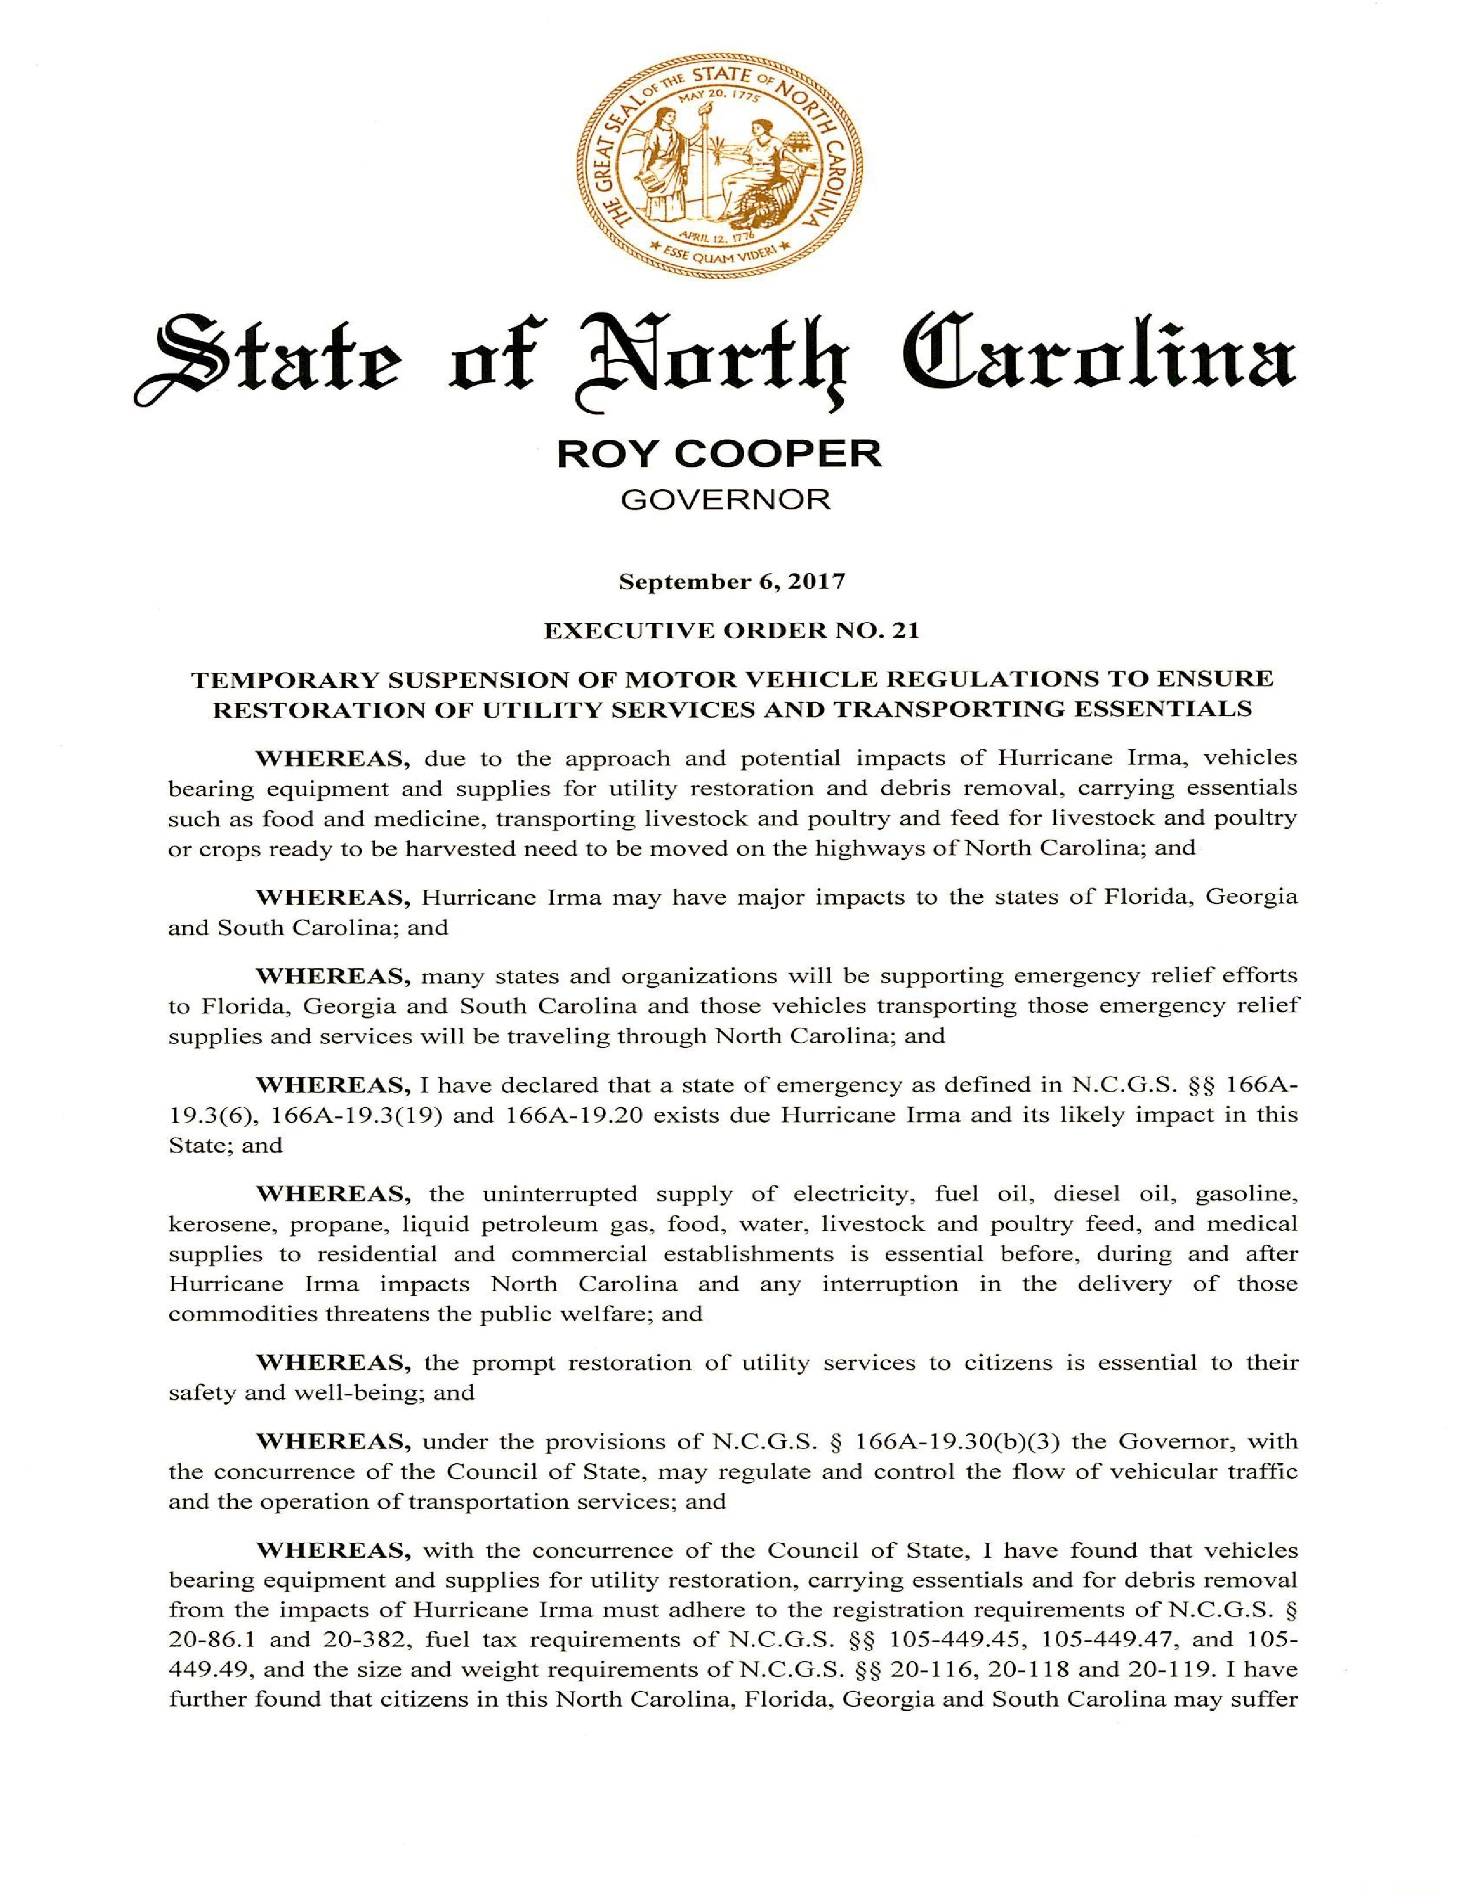 THE GREAT SEAL OF THE STATE OF NORTH CAROLINA
MAY 20, 1775
APRIL 12, 1776
★ ESSE QUAM VIDERI ★
State of North Carolina
ROY COOPER
GOVERNOR
September 6, 2017
EXECUTIVE ORDER NO. 21
TEMPORARY SUSPENSION OF MOTOR VEHICLE REGULATIONS TO ENSURE
RESTORATION OF UTILITY SERVICES AND TRANSPORTING ESSENTIALS
WHEREAS, due to the approach and potential impacts of Hurricane Irma, vehicles
bearing equipment and supplies for utility restoration and debris removal, carrying essentials
such as food and medicine, transporting livestock and poultry and feed for livestock and poultry
or crops ready to be harvested need to be moved on the highways of North Carolina; and
WHEREAS, Hurricane Irma may have major impacts to the states of Florida, Georgia
and South Carolina; and
WHEREAS, many states and organizations will be supporting emergency relief efforts
to Florida, Georgia and South Carolina and those vehicles transporting those emergency relief
supplies and services will be traveling through North Carolina; and
WHEREAS, I have declared that a state of emergency as defined in N.C.G.S. §§ 166A-
19.3(6), 166A-19.3(19) and 166A-19.20 exists due Hurricane Irma and its likely impact in this
State; and
WHEREAS, the uninterrupted supply of electricity, fuel oil, diesel oil, gasoline,
kerosene, propane, liquid petroleum gas, food, water, livestock and poultry feed, and medical
supplies to residential and commercial establishments is essential before, during and after
Hurricane Irma impacts North Carolina and any interruption in the delivery of those
commodities threatens the public welfare; and
WHEREAS, the prompt restoration of utility services to citizens is essential to their
safety and well-being; and
WHEREAS, under the provisions of N.C.G.S. § 166A-19.30(b)(3) the Governor, with
the concurrence of the Council of State, may regulate and control the flow of vehicular traffic
and the operation of transportation services; and
WHEREAS, with the concurrence of the Council of State, I have found that vehicles
bearing equipment and supplies for utility restoration, carrying essentials and for debris removal
from the impacts of Hurricane Irma must adhere to the registration requirements of N.C.G.S. §
20-86.1 and 20-382, fuel tax requirements of N.C.G.S. §§ 105-449.45, 105-449.47, and 105-
449.49, and the size and weight requirements of N.C.G.S. §§ 20-116, 20-118 and 20-119. I have
further found that citizens in this North Carolina, Florida, Georgia and South Carolina may suffer